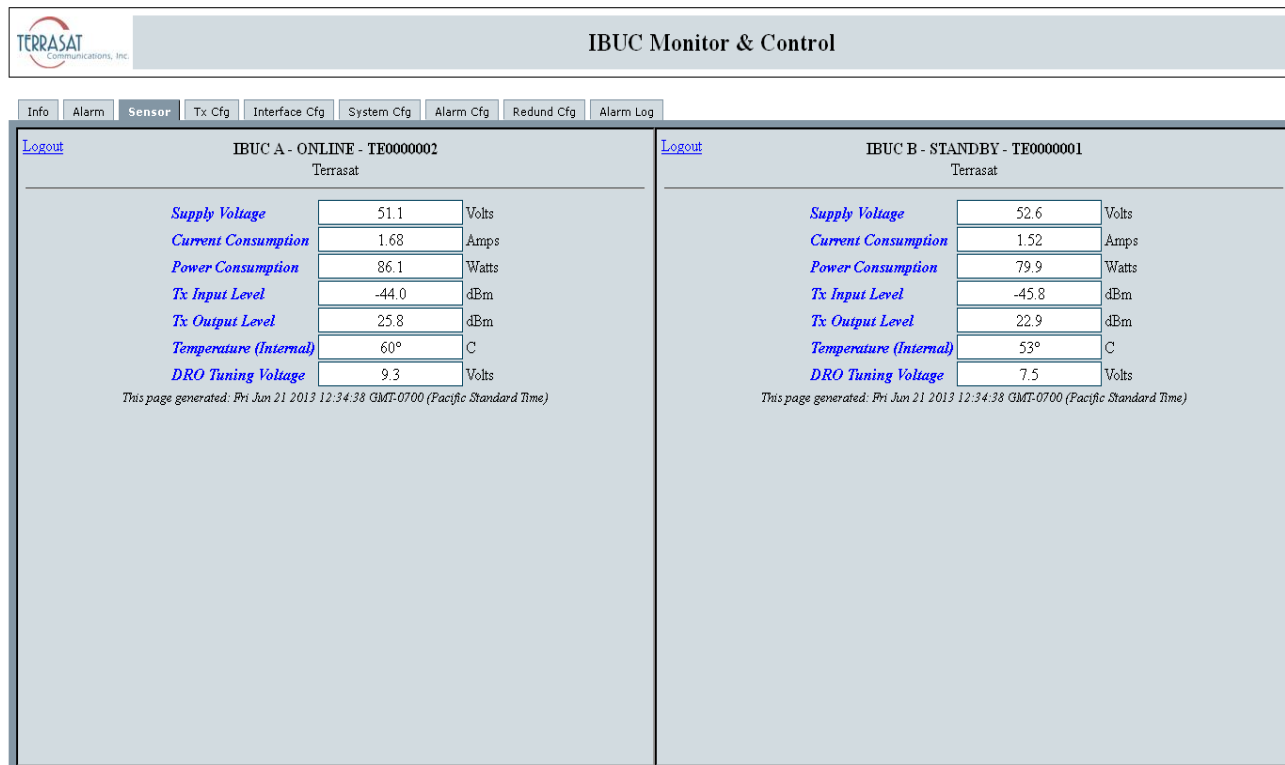 TERRASAT
Communications, Inc.
IBUC Monitor & Control
Info Alarm Sensor Tx Cfg Interface Cfg System Cfg Alarm Cfg Redund Cfg Alarm Log
Logout
IBUC A - ONLINE - TE0000002
Terrasat
Supply Voltage 51.1 Volts
Current Consumption 1.68 Amps
Power Consumption 86.1 Watts
Tx Input Level -44.0 dBm
Tx Output Level 25.8 dBm
Temperature (Internal) 60° C
DRO Tuning Voltage 9.3 Volts
This page generated: Fri Jun 21 2013 12:34:38 GMT-0700 (Pacific Standard Time)
Logout
IBUC B - STANDBY - TE0000001
Terrasat
Supply Voltage 52.6 Volts
Current Consumption 1.52 Amps
Power Consumption 79.9 Watts
Tx Input Level -45.8 dBm
Tx Output Level 22.9 dBm
Temperature (Internal) 53° C
DRO Tuning Voltage 7.5 Volts
This page generated: Fri Jun 21 2013 12:34:38 GMT-0700 (Pacific Standard Time)